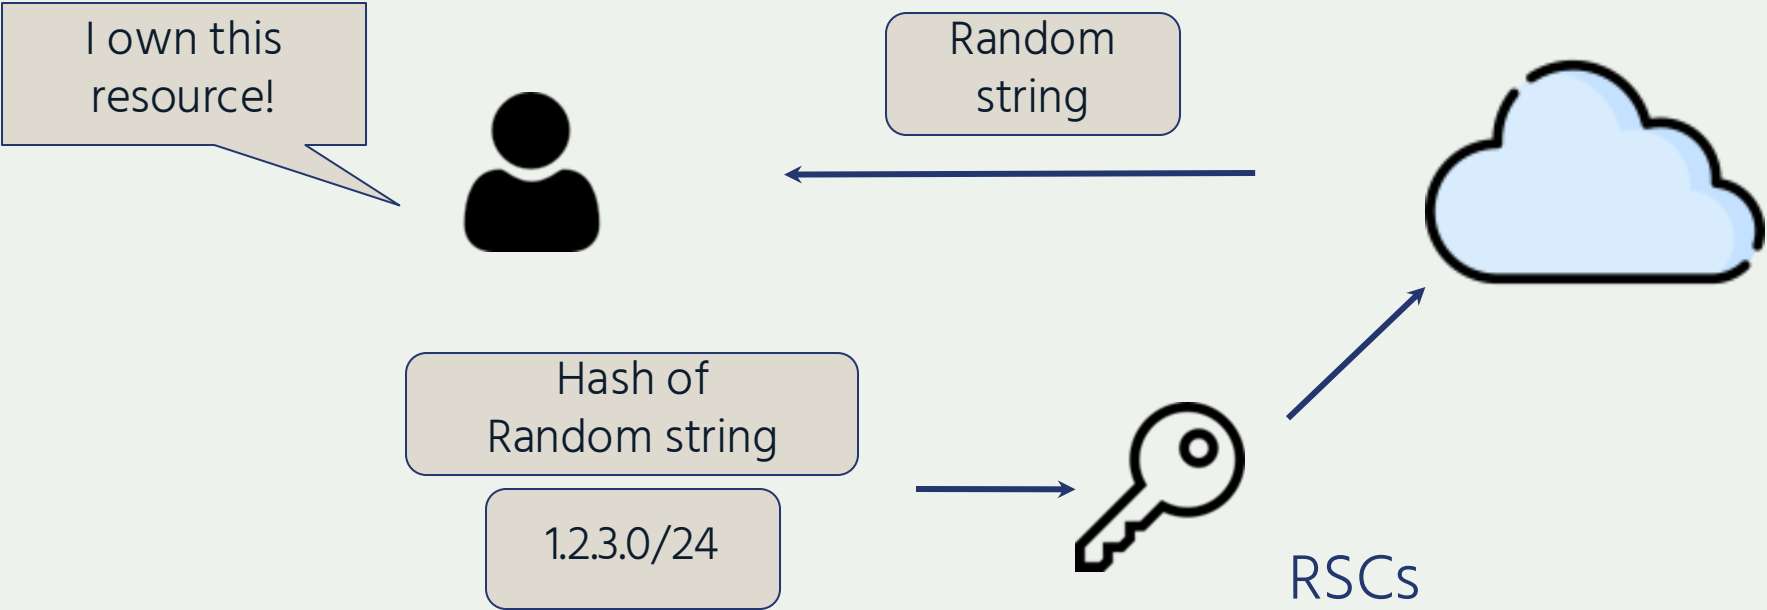 I own this
resource!
Random
string
Hash of
Random string
1.2.3.0/24
RSCs